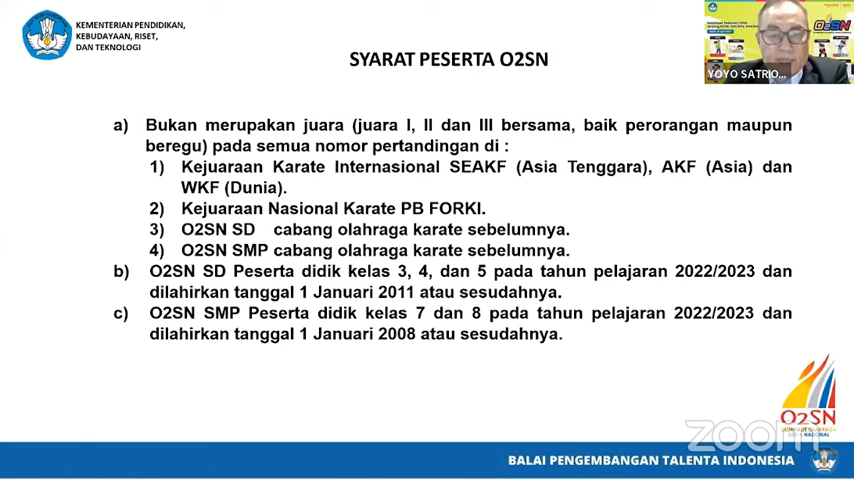 KEMENTERIAN PENDIDIKAN,
KEBUDAYAAN, RISET,
DAN TEKNOLOGI
O2SN
YOYO SATRIO...
SYARAT PESERTA O2SN
a) Bukan merupakan juara (juara I, II dan III bersama, baik perorangan maupun
beregu) pada semua nomor pertandingan di :
1) Kejuaraan Karate Internasional SEAKF (Asia Tenggara), AKF (Asia) dan
WKF (Dunia).
2) Kejuaraan Nasional Karate PB FORKI.
3) O2SN SD cabang olahraga karate sebelumnya.
4) O2SN SMP cabang olahraga karate sebelumnya.
b) O2SN SD Peserta didik kelas 3, 4, dan 5 pada tahun pelajaran 2022/2023 dan
dilahirkan tanggal 1 Januari 2011 atau sesudahnya.
c) O2SN SMP Peserta didik kelas 7 dan 8 pada tahun pelajaran 2022/2023 dan
dilahirkan tanggal 1 Januari 2008 atau sesudahnya.
O2SN
zoom
BALAI PENGEMBANGAN TALENTA INDONESIA